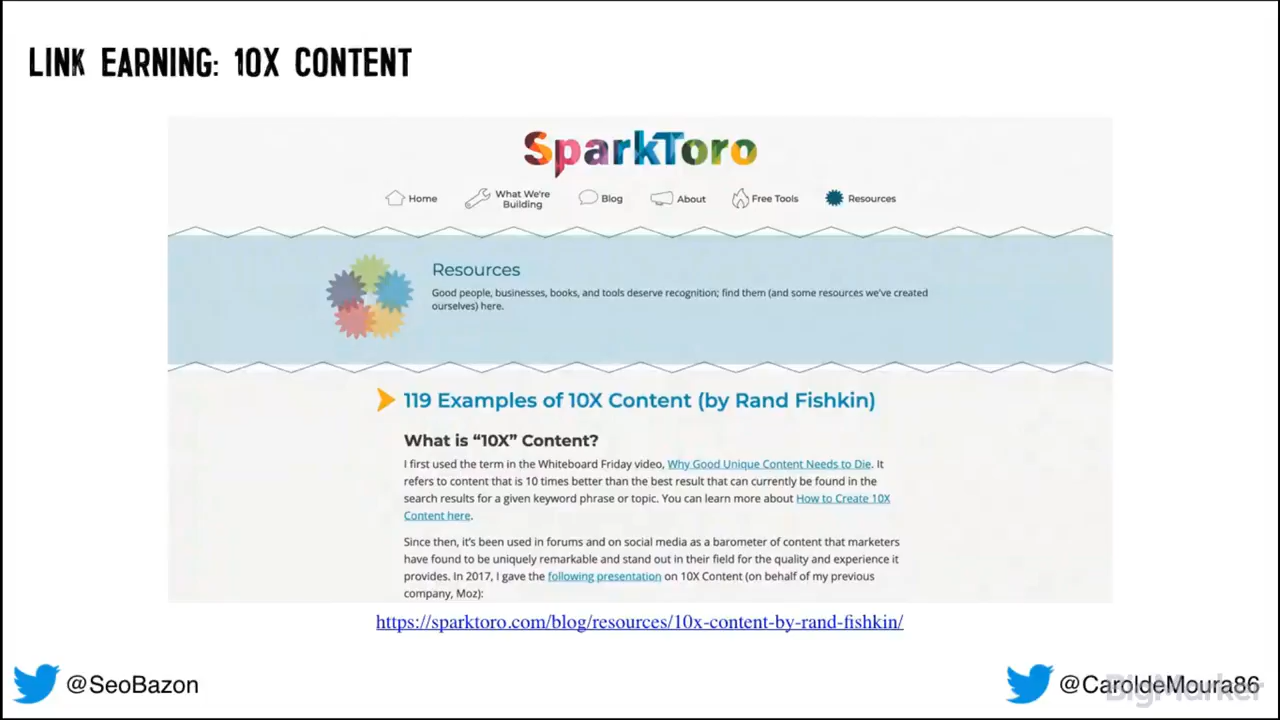 LINK EARNING: 10X CONTENT
SparkToro
Home
What We're
Building
Blog
About
Free Tools
Resources
Resources
Good people, businesses, books, and tools deserve recognition; find them (and some resources we've created
ourselves) here.
119 Examples of 10X Content (by Rand Fishkin)
What is “10X” Content?
I first used the term in the Whiteboard Friday video, Why Good Unique Content Needs to Die. It
refers to content that is 10 times better than the best result that can currently be found in the
search results for a given keyword phrase or topic. You can learn more about How to Create 10X
Content here.
Since then, it's been used in forums and on social media as a barometer of content that marketers
have found to be uniquely remarkable and stand out in their field for the quality and experience it
provides. In 2017, I gave the following presentation on 10X Content (on behalf of my previous
company, Moz):
https://sparktoro.com/blog/resources/10x-content-by-rand-fishkin/
@SeoBazon
@CaroldeMoura86
BigMarker